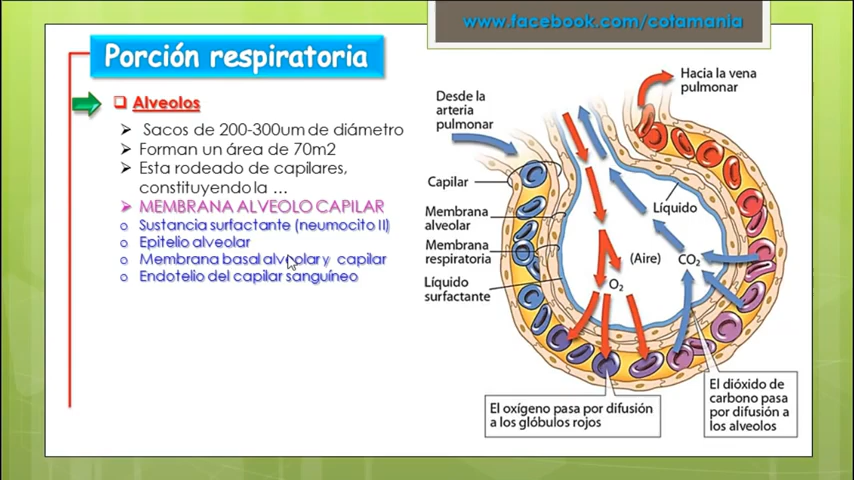 www.facebook.com/cotamania
Porción respiratoria
Alveolos
Sacos de 200-300um de diámetro
Forman un área de 70m2
Esta rodeado de capilares,
constituyendo la ...
MEMBRANA ALVEOLO CAPILAR
Sustancia surfactante (neumocito II)
Epitelio alveolar
Membrana basal alveolar y capilar
Endotelio del capilar sanguíneo
Hacia la vena
pulmonar
Desde la
arteria
pulmonar
Capilar
Membrana
alveolar
Membrana
respiratoria
Líquido
surfactante
Líquido
(Aire)
CO₂
O₂
El oxígeno pasa por difusión
a los glóbulos rojos
El dióxido de
carbono pasa
por difusión a
los alveolos